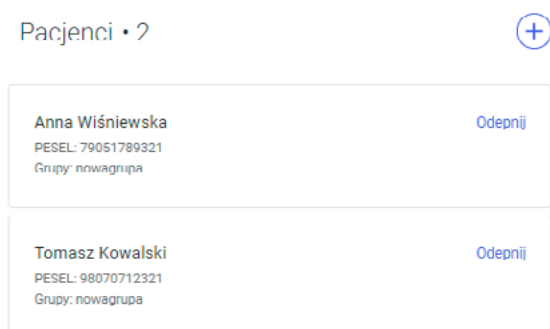 Pacjenci • 2
Anna Wiśniewska
Odepnij
PESEL: 79051789321
Grupy: nowagrupa
Tomasz Kowalski
Odepnij
PESEL: 98070712321
Grupy: nowagrupa